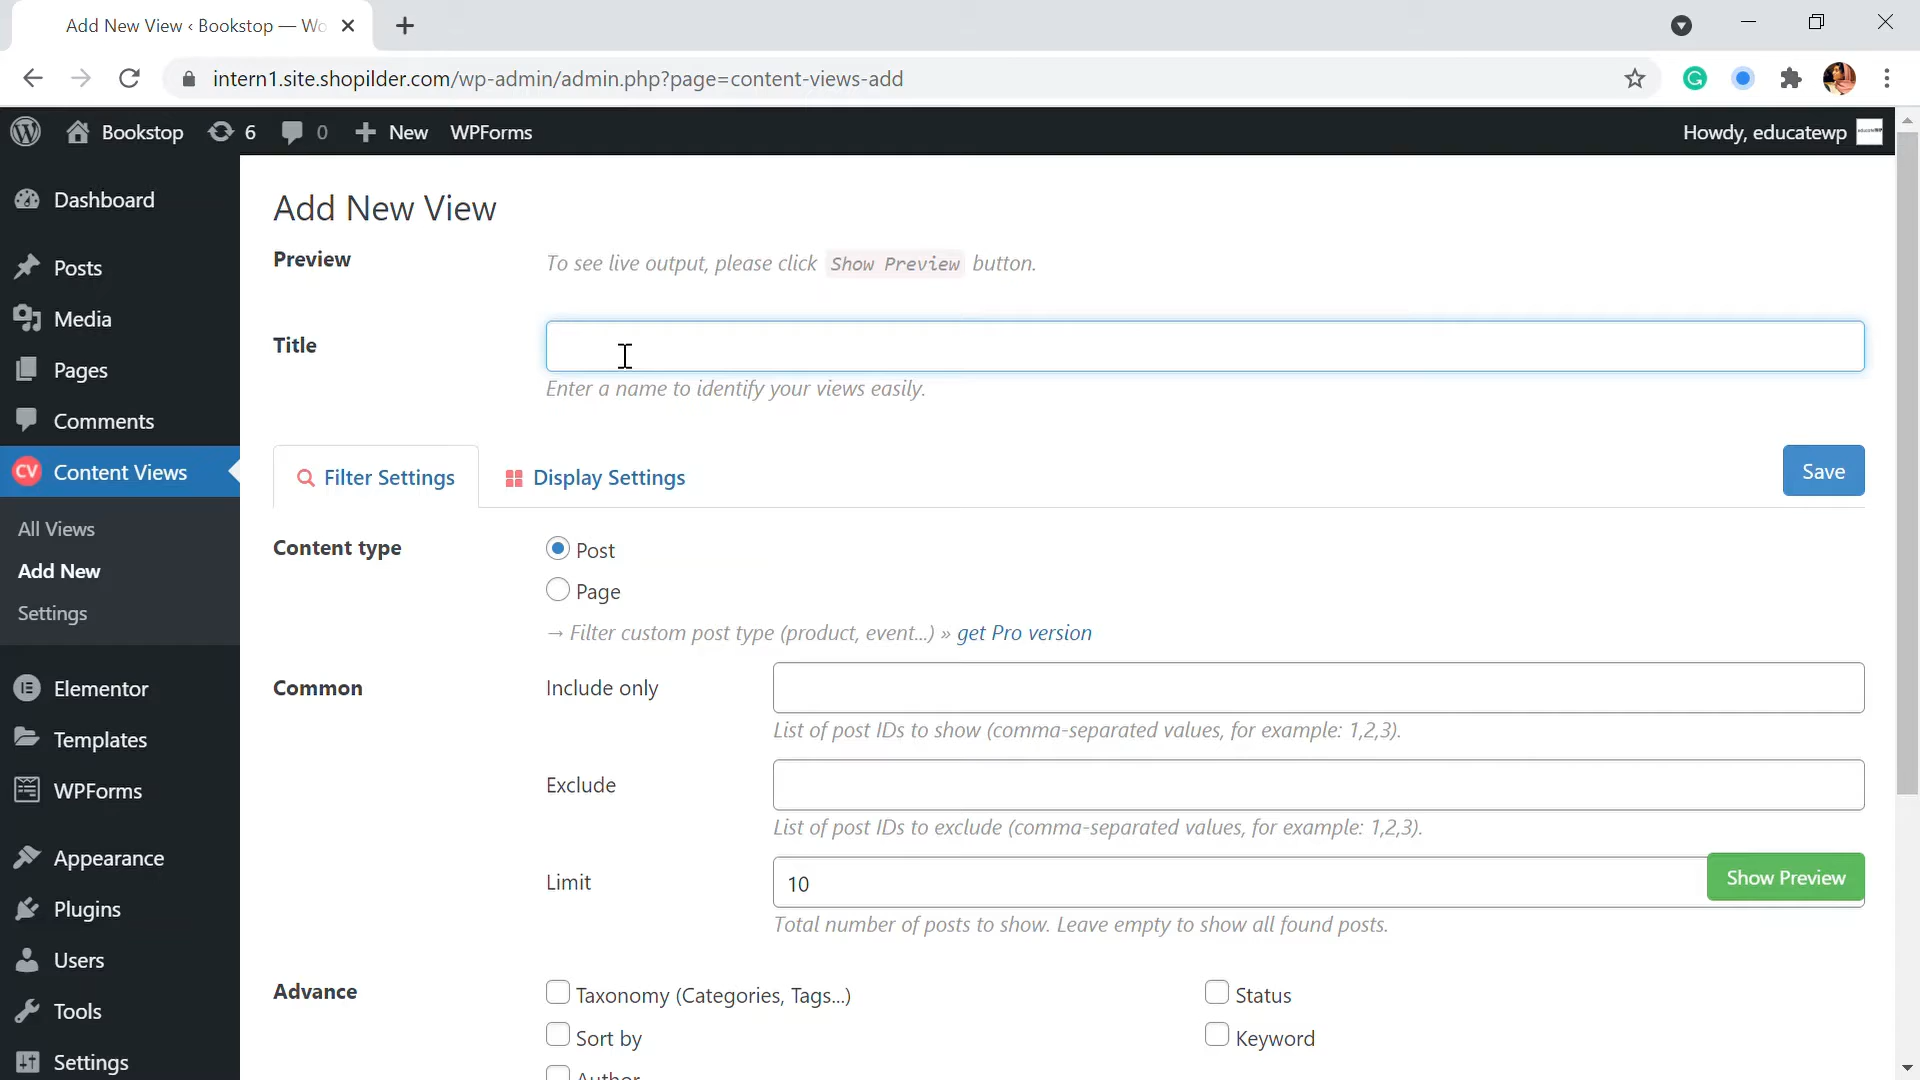 Add New View ‹ Bookstop — Wo
intern1.site.shopilder.com/wp-admin/admin.php?page=content-views-add
Bookstop 6 0 New WPForms Howdy, educatewp
Dashboard
Posts
Media
Pages
Comments
CV Content Views
All Views
Add New
Settings
Elementor
Templates
WPForms
Appearance
Plugins
Users
Tools
Settings
Add New View
Preview To see live output, please click Show Preview button.
Title
Enter a name to identify your views easily.
Filter Settings Display Settings Save
Content type Post
Page
→ Filter custom post type (product, event...) » get Pro version
Common Include only
List of post IDs to show (comma-separated values, for example: 1,2,3).
Exclude
List of post IDs to exclude (comma-separated values, for example: 1,2,3).
Limit 10 Show Preview
Total number of posts to show. Leave empty to show all found posts.
Advance Taxonomy (Categories, Tags...) Status
Sort by Keyword
Author